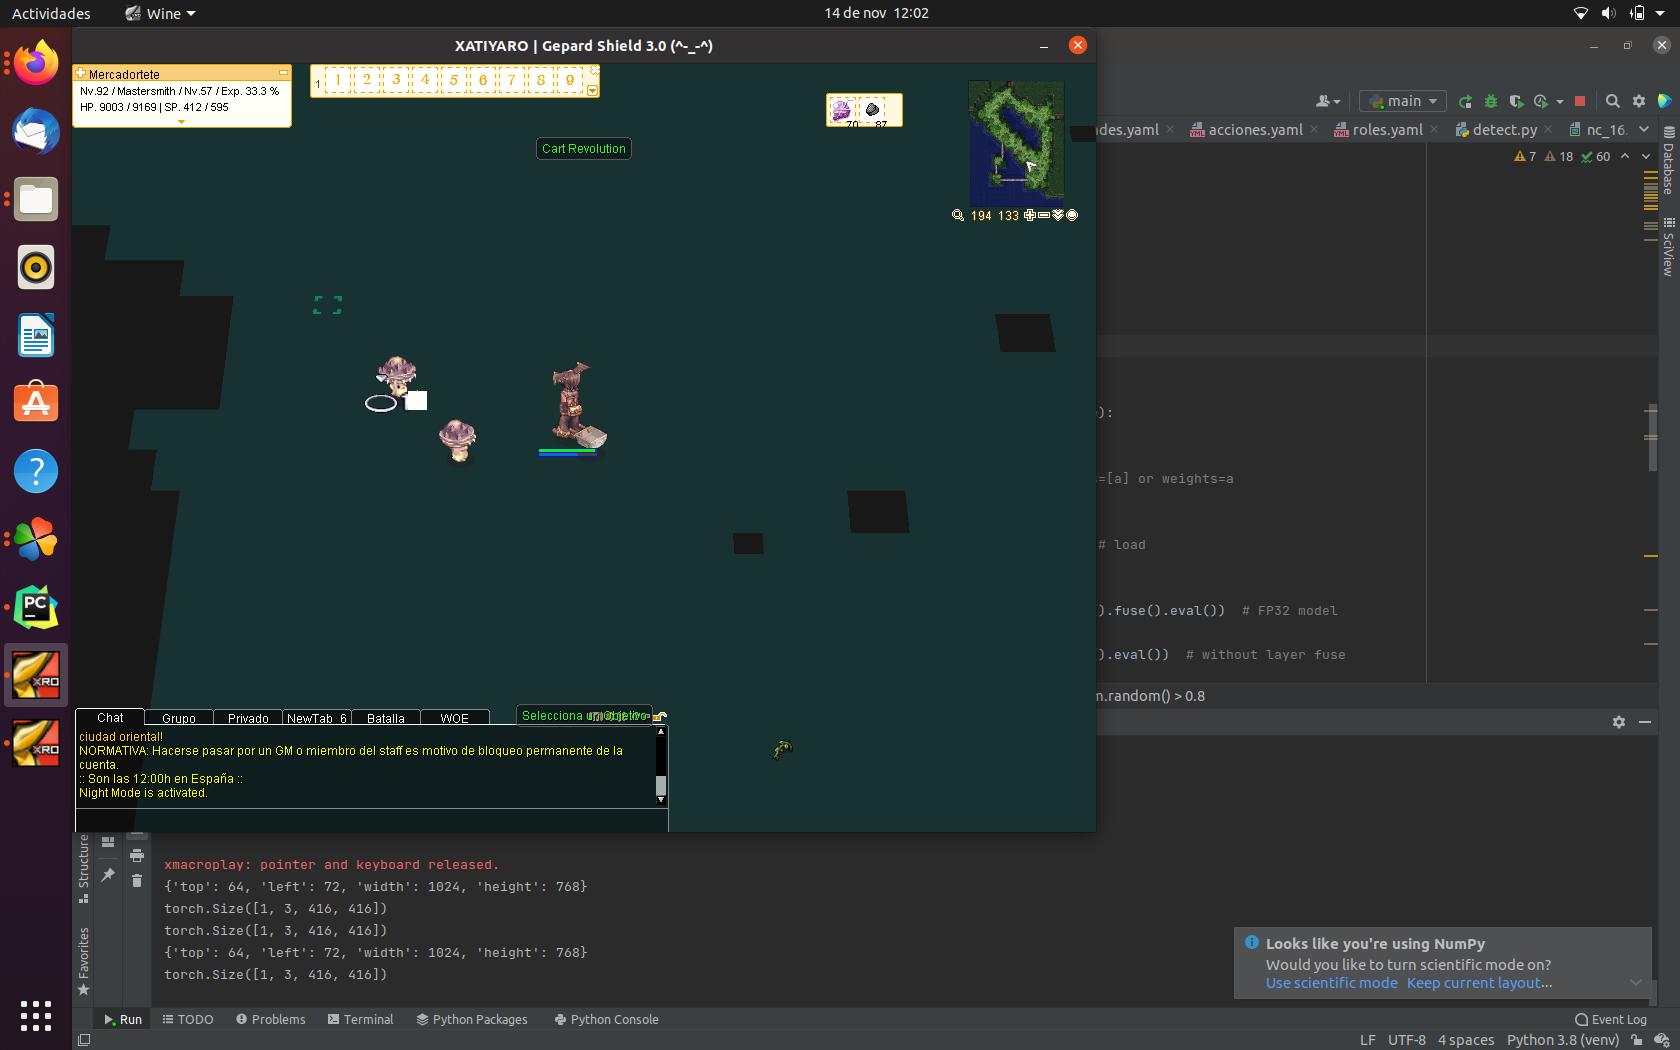 Actividades
Wine
14 de nov 12:02
XATIYARO | Gepard Shield 3.0 (^-_-^)
Mercadortete
Nv.92 / Mastersmith / Nv.57 / Exp. 33.3 %
HP. 9003 / 9169 | SP. 412 / 595
1 1 2 3 4 5 6 7 8 9
70 87
Cart Revolution
194 133
main
des.yaml
acciones.yaml
roles.yaml
detect.py
nc_16.
7 18 60
Database
SciView
):
=[a] or weights=a
# load
).fuse().eval()) # FP32 model
).eval()) # without layer fuse
m.random() > 0.8
Chat
Grupo
Privado
NewTab_6
Batalla
WOE
Selecciona un objetivo
ciudad oriental!
NORMATIVA: Hacerse pasar por un GM o miembro del staff es motivo de bloqueo permanente de la
cuenta.
:: Son las 12:00h en España ::
Night Mode is activated.
XRO
XRO
PC
Structure
Favorites
xmacroplay: pointer and keyboard released.
{'top': 64, 'left': 72, 'width': 1024, 'height': 768}
torch.Size([1, 3, 416, 416])
torch.Size([1, 3, 416, 416])
{'top': 64, 'left': 72, 'width': 1024, 'height': 768}
torch.Size([1, 3, 416, 416])
Looks like you're using NumPy
Would you like to turn scientific mode on?
Use scientific mode Keep current layout...
Run
TODO
Problems
Terminal
Python Packages
Python Console
Event Log
LF UTF-8 4 spaces Python 3.8 (venv)